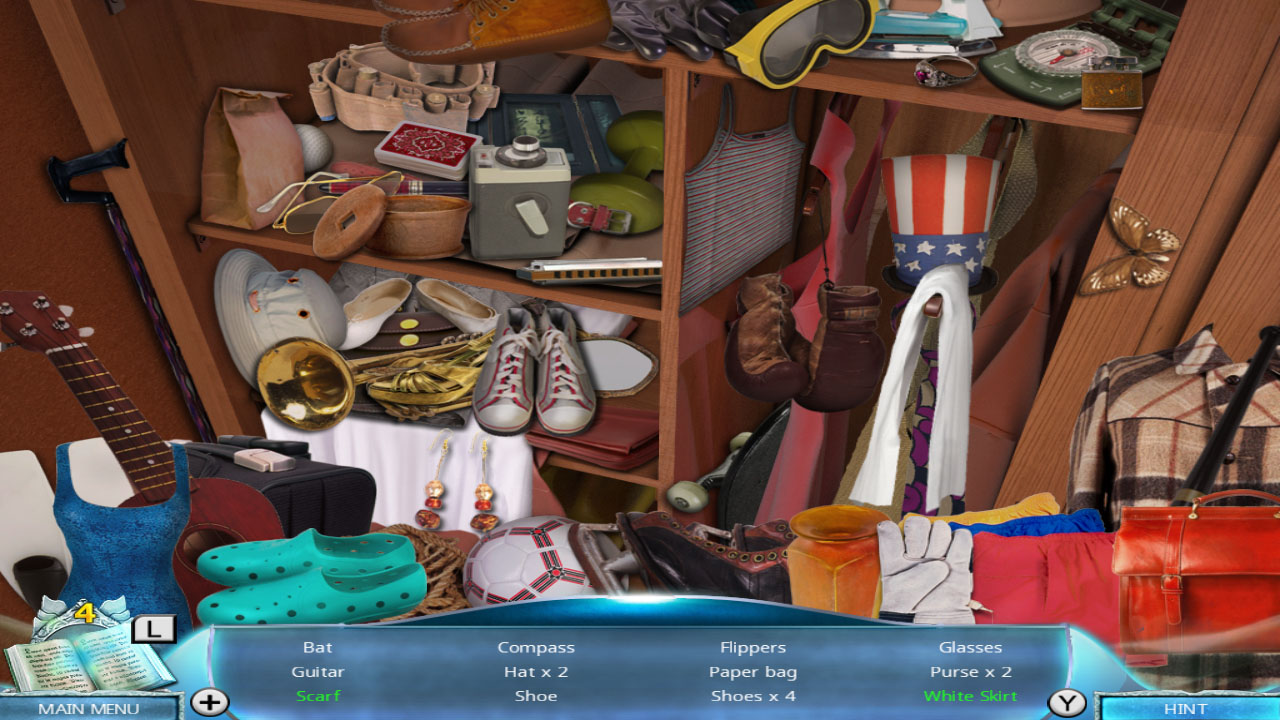 4
L
Bat Compass Flippers Glasses
Guitar Hat x 2 Paper bag Purse x 2
Scarf Shoe Shoes x 4 White Skirt
MAIN MENU + Y HINT